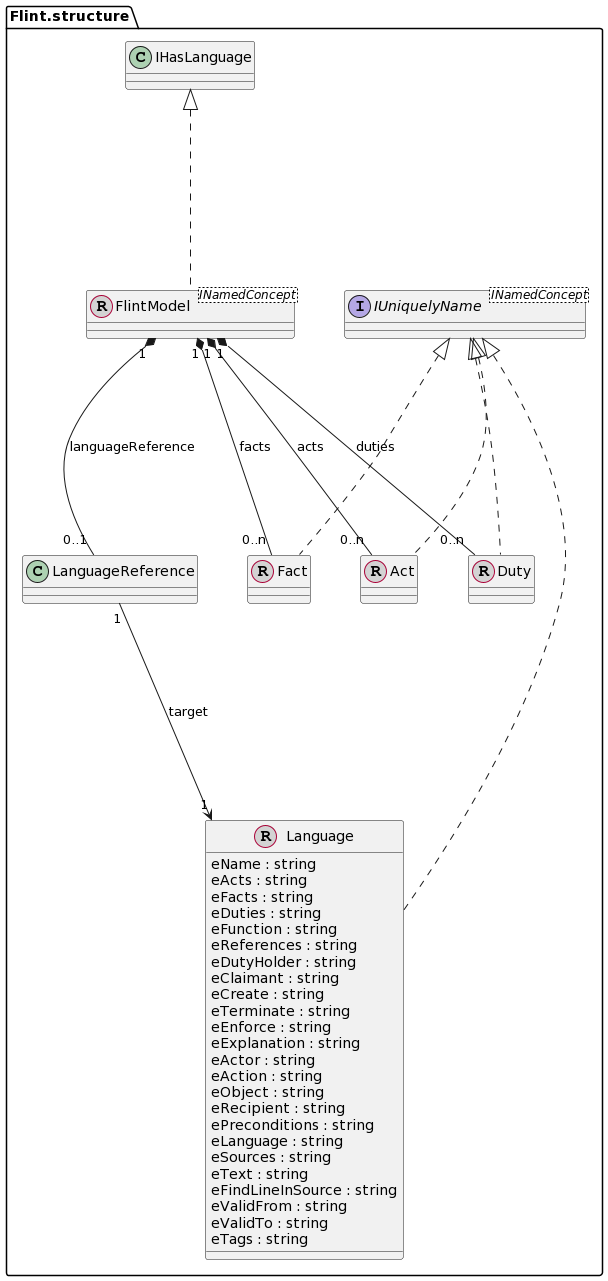 Flint.structure
C IHasLanguage
R FlintModel INamedConcept
I IUniquelyName INamedConcept
1 1 1 1
languageReference facts acts duties
0..1 0..n 0..n 0..n
C LanguageReference R Fact R Act R Duty
1
target
1
R Language
eName : string
eActs : string
eFacts : string
eDuties : string
eFunction : string
eReferences : string
eDutyHolder : string
eClaimant : string
eCreate : string
eTerminate : string
eEnforce : string
eExplanation : string
eActor : string
eAction : string
eObject : string
eRecipient : string
ePreconditions : string
eLanguage : string
eSources : string
eText : string
eFindLineInSource : string
eValidFrom : string
eValidTo : string
eTags : string